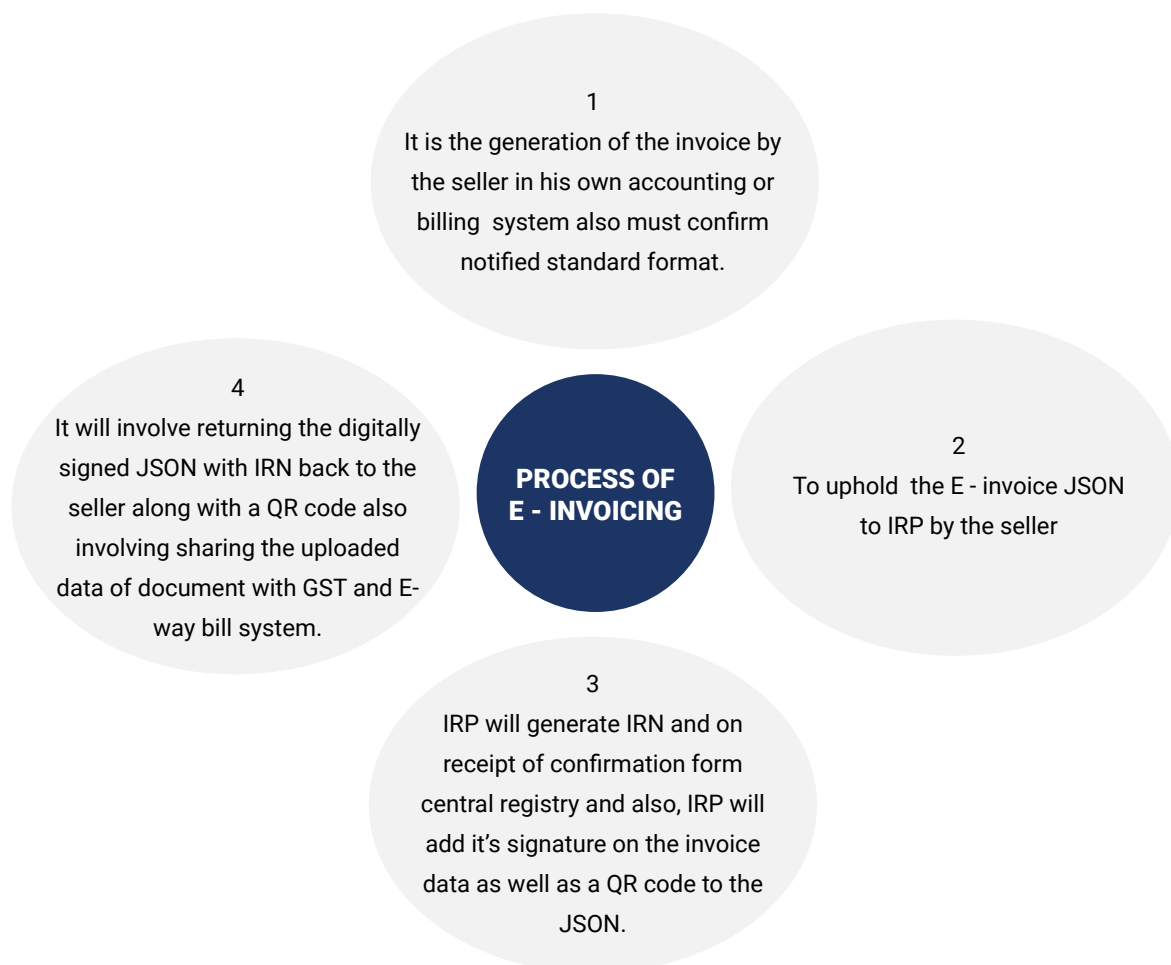 1
It is the generation of the invoice by
the seller in his own accounting or
billing  system also must confirm
notified standard format.
4
It will involve returning the digitally
signed JSON with IRN back to the
seller along with a QR code also
involving sharing the uploaded
data of document with GST and E-
way bill system.
PROCESS OF
E - INVOICING
2
To uphold  the E - invoice JSON
to IRP by the seller
3
IRP will generate IRN and on
receipt of confirmation form
central registry and also, IRP will
add it’s signature on the invoice
data as well as a QR code to the
JSON.